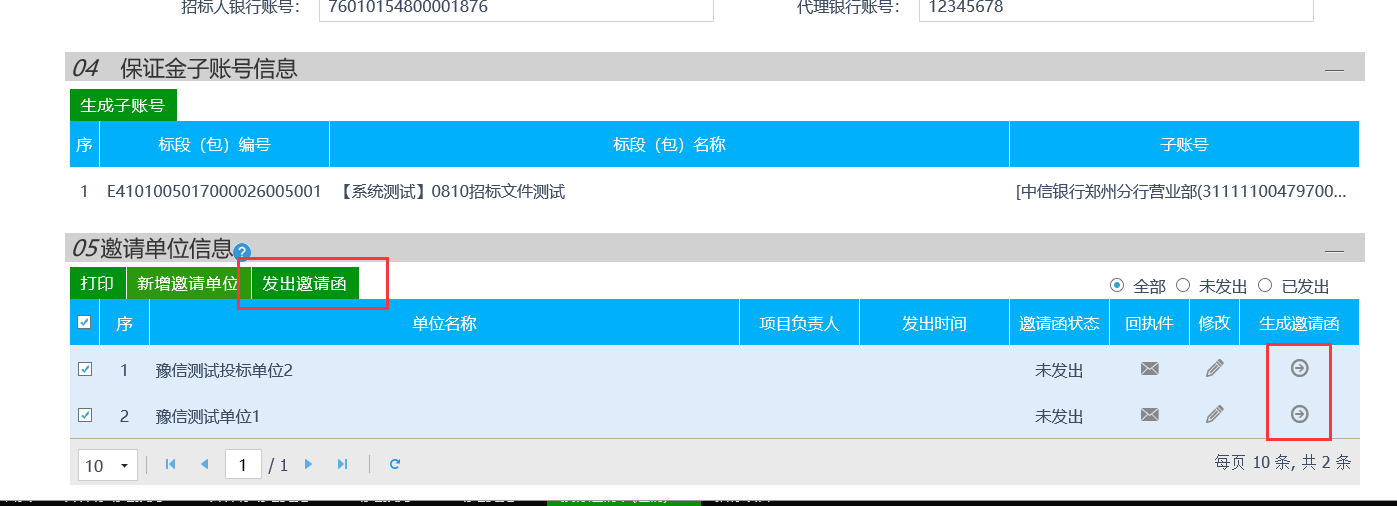 招标人银行账号： 76010154800001876 代理银行账号： 12345678
04 保证金子账号信息
生成子账号
序 标段（包）编号 标段（包）名称 子账号
1 E4101005017000026005001 【系统测试】0810招标文件测试 [中信银行郑州分行营业部(31111100479700...
05邀请单位信息?
打印 新增邀请单位 发出邀请函 全部 未发出 已发出
序 单位名称 项目负责人 发出时间 邀请函状态 回执件 修改 生成邀请函
1 豫信测试投标单位2 未发出
2 豫信测试单位1 未发出
10 1 / 1 每页 10 条, 共 2 条